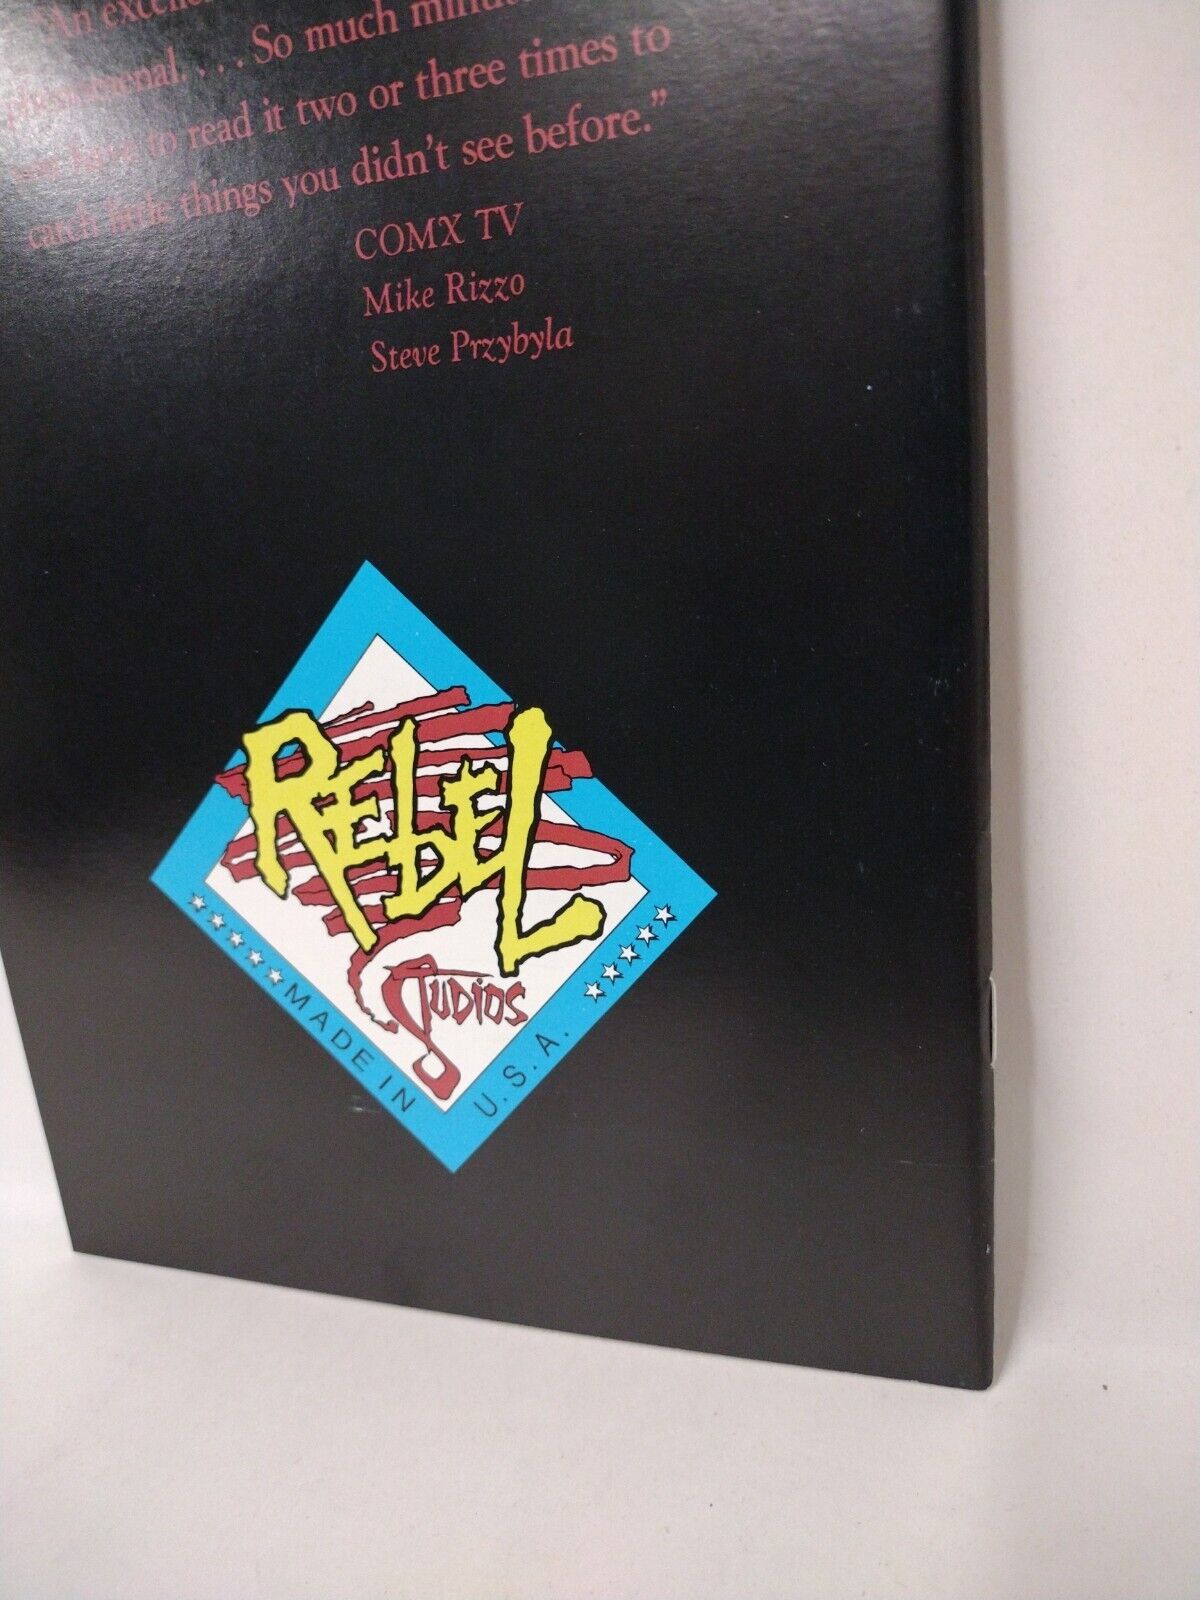 "An
. . . So much
to read it two or three times to
catch little things you didn't see before."
COMX TV
Mike Rizzo
Steve Przybyla
REbEL
STUDIOS
MADE IN U.S.A.